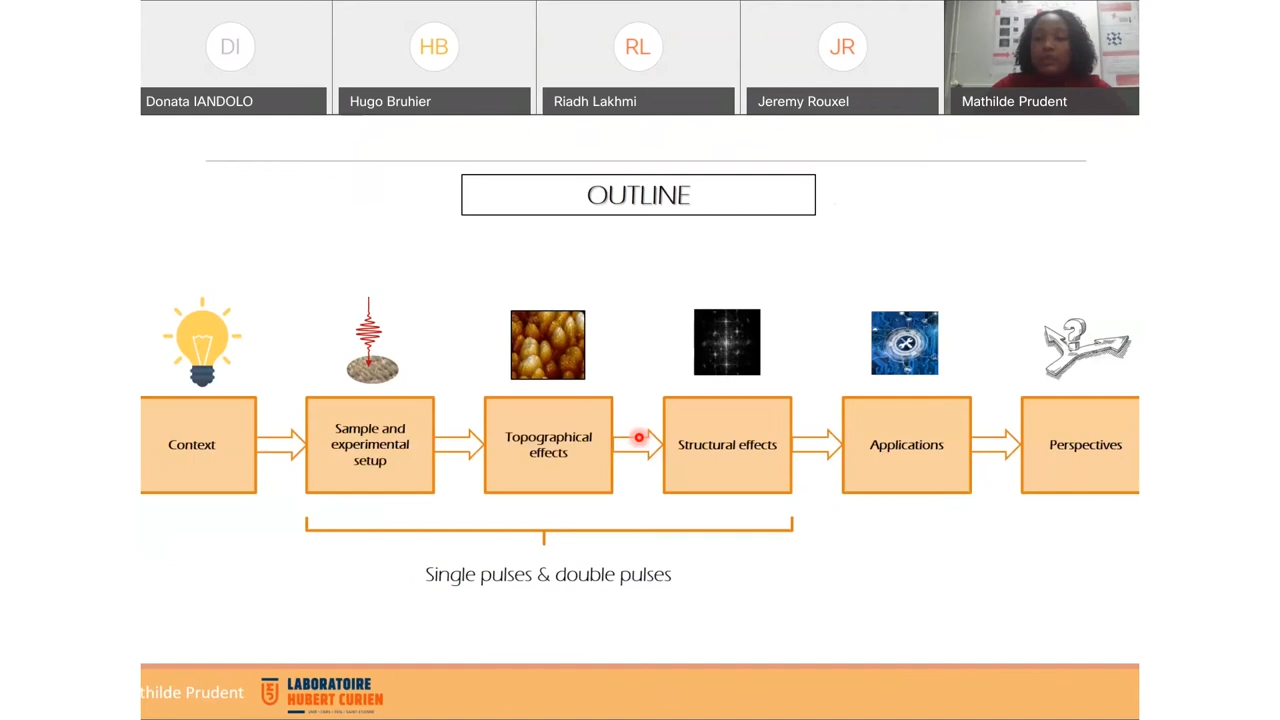 DI
HB
RL
JR
Donata IANDOLO
Hugo Bruhier
Riadh Lakhmi
Jeremy Rouxel
Mathilde Prudent
OUTLINE
Context
Sample and
experimental
setup
Topographical
effects
Structural effects
Applications
Perspectives
Single pulses & double pulses
thilde Prudent
LABORATOIRE
HUBERT CURIEN